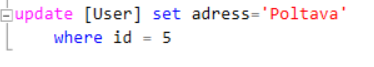 update [User] set adress='Poltava'
where id = 5